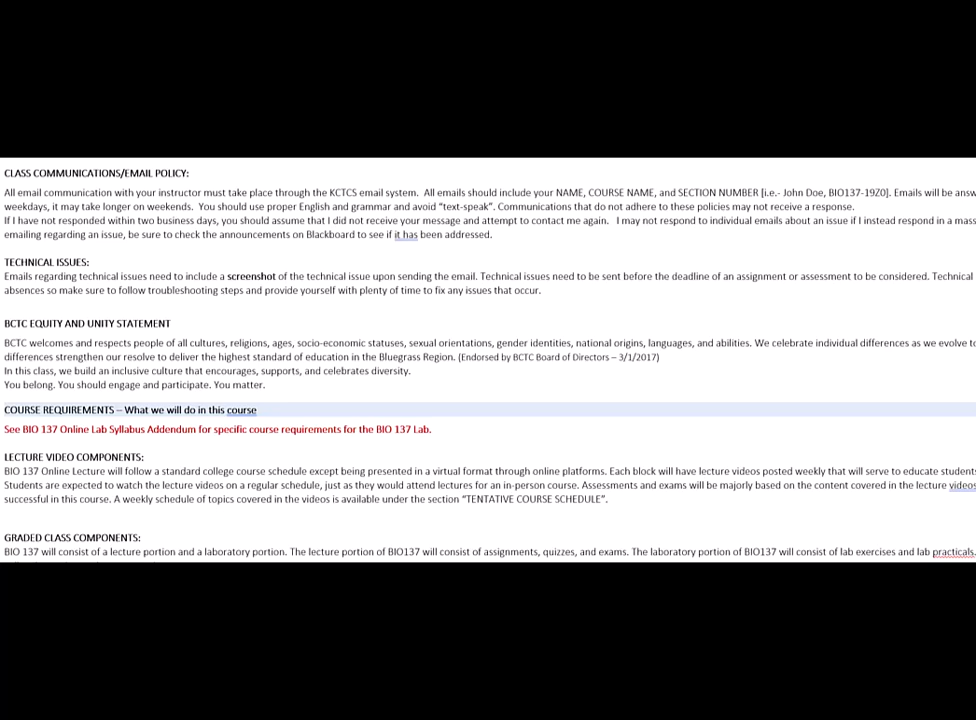 CLASS COMMUNICATIONS/EMAIL POLICY:
All email communication with your instructor must take place through the KCTCS email system.  All emails should include your NAME, COURSE NAME, and SECTION NUMBER [i.e.- John Doe, BIO137-19Z0]. Emails will be answ
weekdays, it may take longer on weekends.  You should use proper English and grammar and avoid “text-speak”. Communications that do not adhere to these policies may not receive a response.
If I have not responded within two business days, you should assume that I did not receive your message and attempt to contact me again.   I may not respond to individual emails about an issue if I instead respond in a mass
emailing regarding an issue, be sure to check the announcements on Blackboard to see if it has been addressed.
TECHNICAL ISSUES:
Emails regarding technical issues need to include a screenshot of the technical issue upon sending the email. Technical issues need to be sent before the deadline of an assignment or assessment to be considered. Technical
absences so make sure to follow troubleshooting steps and provide yourself with plenty of time to fix any issues that occur.
BCTC EQUITY AND UNITY STATEMENT
BCTC welcomes and respects people of all cultures, religions, ages, socio-economic statuses, sexual orientations, gender identities, national origins, languages, and abilities. We celebrate individual differences as we evolve to
differences strengthen our resolve to deliver the highest standard of education in the Bluegrass Region. (Endorsed by BCTC Board of Directors – 3/1/2017)
In this class, we build an inclusive culture that encourages, supports, and celebrates diversity.
You belong. You should engage and participate. You matter.
COURSE REQUIREMENTS – What we will do in this course
See BIO 137 Online Lab Syllabus Addendum for specific course requirements for the BIO 137 Lab.
LECTURE VIDEO COMPONENTS:
BIO 137 Online Lecture will follow a standard college course schedule except being presented in a virtual format through online platforms. Each block will have lecture videos posted weekly that will serve to educate student
Students are expected to watch the lecture videos on a regular schedule, just as they would attend lectures for an in-person course. Assessments and exams will be majorly based on the content covered in the lecture videos
successful in this course. A weekly schedule of topics covered in the videos is available under the section “TENTATIVE COURSE SCHEDULE”.
GRADED CLASS COMPONENTS:
BIO 137 will consist of a lecture portion and a laboratory portion. The lecture portion of BIO137 will consist of assignments, quizzes, and exams. The laboratory portion of BIO137 will consist of lab exercises and lab practicals.